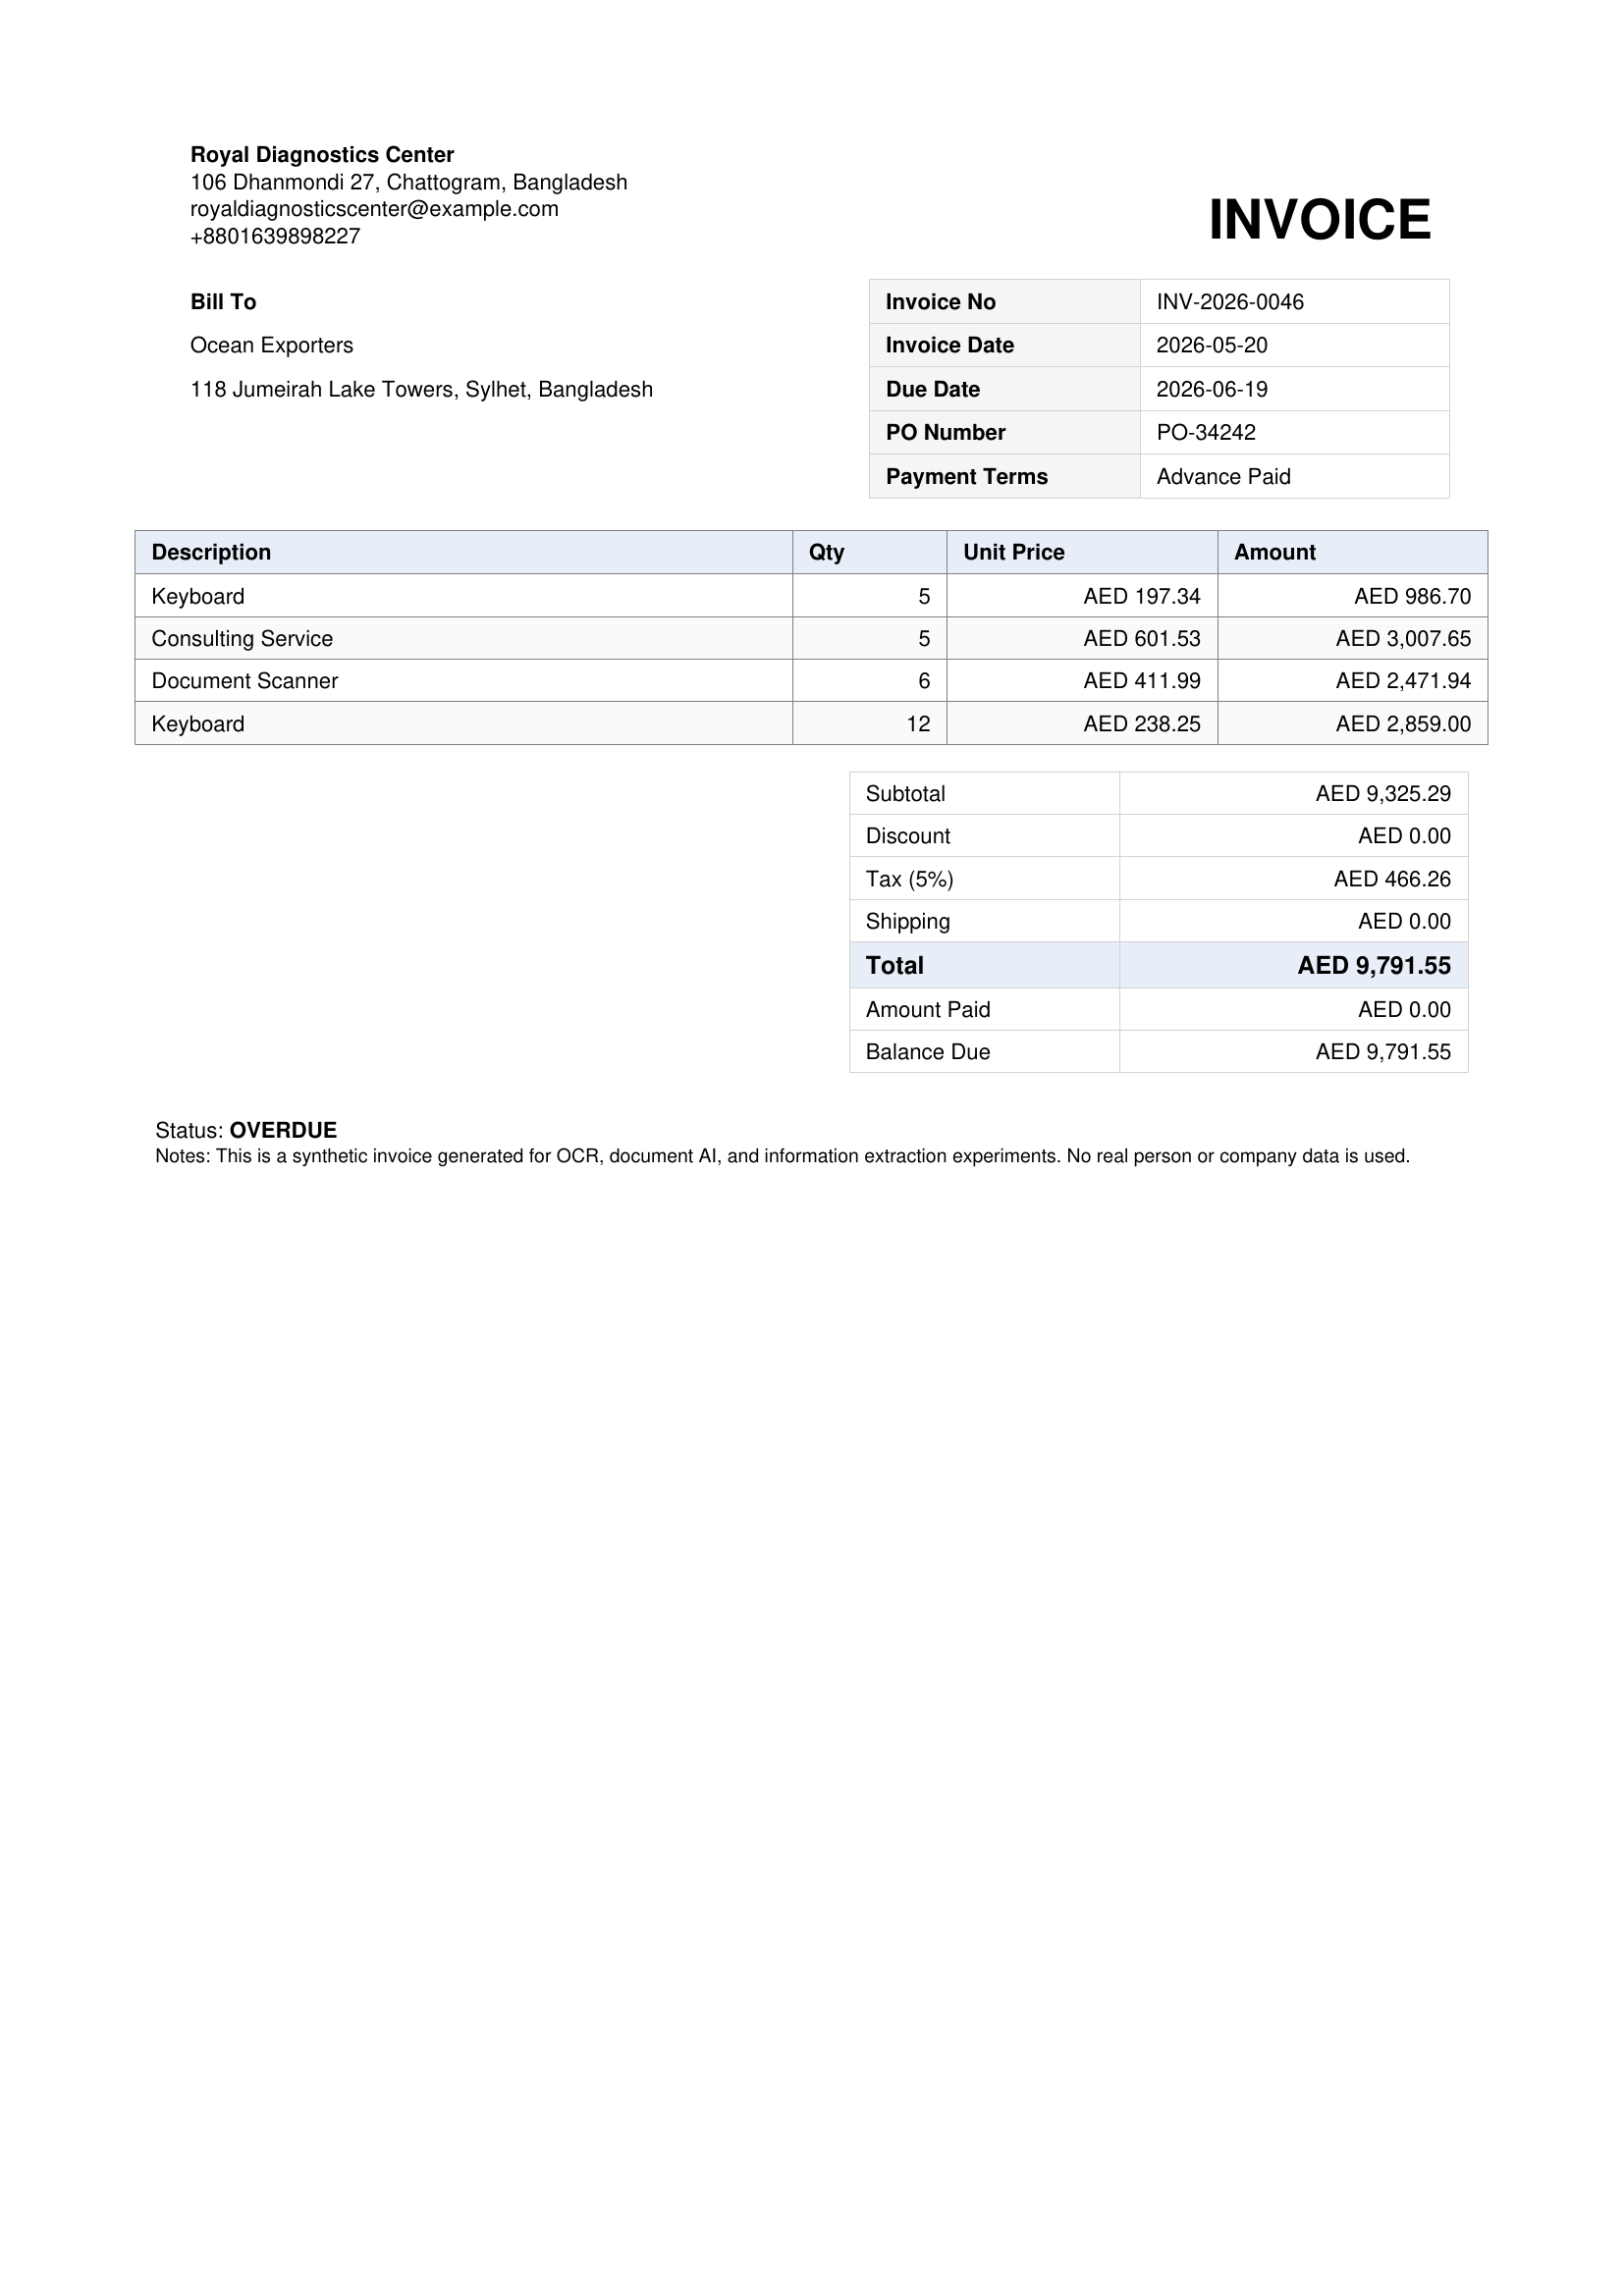 Royal Diagnostics Center
106 Dhanmondi 27, Chattogram, Bangladesh
royaldiagnosticscenter@example.com
+8801639898227
INVOICE
Bill To
Ocean Exporters
118 Jumeirah Lake Towers, Sylhet, Bangladesh
Invoice No INV-2026-0046
Invoice Date 2026-05-20
Due Date 2026-06-19
PO Number PO-34242
Payment Terms Advance Paid
Description Qty Unit Price Amount
Keyboard 5 AED 197.34 AED 986.70
Consulting Service 5 AED 601.53 AED 3,007.65
Document Scanner 6 AED 411.99 AED 2,471.94
Keyboard 12 AED 238.25 AED 2,859.00
Subtotal AED 9,325.29
Discount AED 0.00
Tax (5%) AED 466.26
Shipping AED 0.00
Total AED 9,791.55
Amount Paid AED 0.00
Balance Due AED 9,791.55
Status: OVERDUE
Notes: This is a synthetic invoice generated for OCR, document AI, and information extraction experiments. No real person or company data is used.